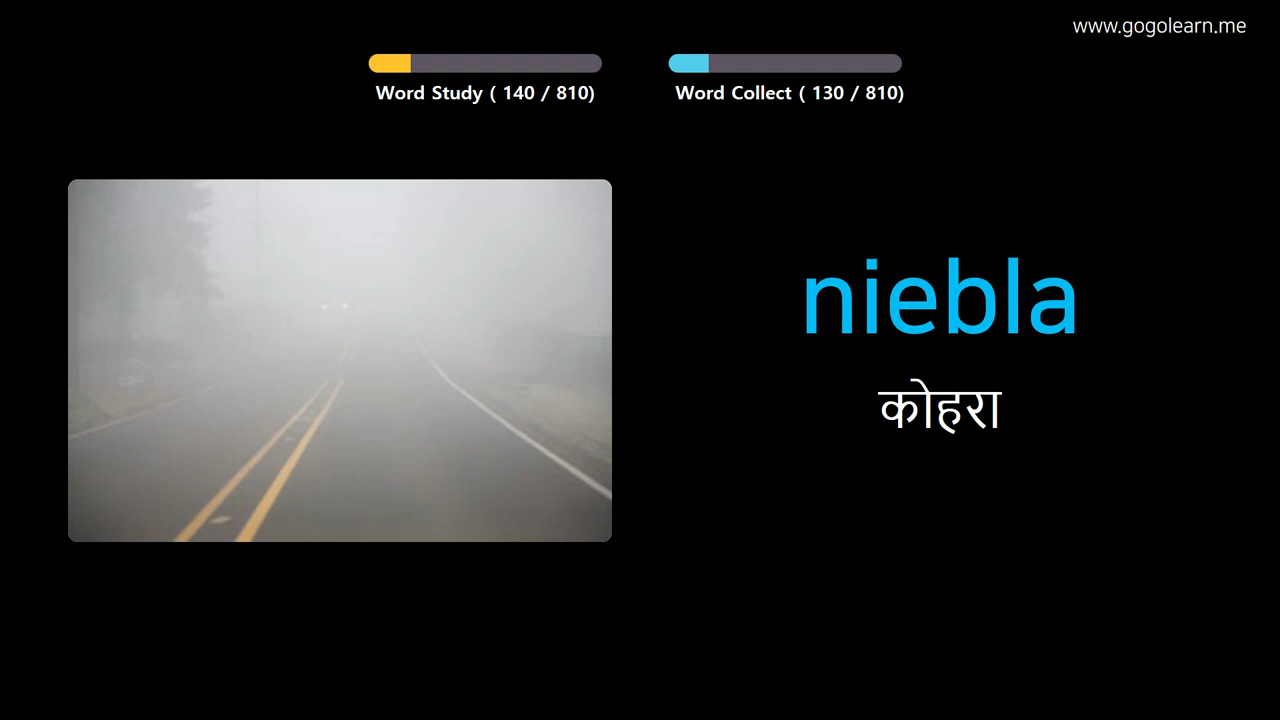 www.gogolearn.me
Word Study ( 140 / 810)
Word Collect ( 130 / 810)
niebla
कोहरा